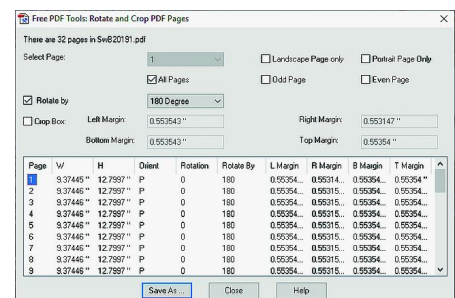 Free PDF Tools: Rotate and Crop PDF Pages
There are 32 pages in SwB20191.pdf
Select Page: 1 Landscape Page only Portrait Page Only
All Pages Odd Page Even Page
Rotate by 180 Degree
Crop Box: Left Margin: 0.553543 " Right Margin: 0.553147 "
Bottom Margin: 0.553543 " Top Margin: 0.55354 "
Page W H Orient Rotation Rotate By L Margin R Margin B Margin T Margin
1 9.37445 " 12.7997 " P 0 180 0.55354... 0.55314... 0.55354... 0.55354 "
2 9.37446 " 12.7997 " P 0 180 0.55354... 0.55315... 0.55354... 0.55354...
3 9.37446 " 12.7997 " P 0 180 0.55354... 0.55315... 0.55354... 0.55354...
4 9.37446 " 12.7997 " P 0 180 0.55354... 0.55315... 0.55354... 0.55354...
5 9.37446 " 12.7997 " P 0 180 0.55354... 0.55315... 0.55354... 0.55354...
6 9.37446 " 12.7997 " P 0 180 0.55354... 0.55315... 0.55354... 0.55354...
7 9.37446 " 12.7997 " P 0 180 0.55354... 0.55315... 0.55354... 0.55354...
8 9.37446 " 12.7997 " P 0 180 0.55354... 0.55315... 0.55354... 0.55354...
9 9.37446 " 12.7997 " P 0 180 0.55354... 0.55315... 0.55354... 0.55354...
Save As ... Close Help